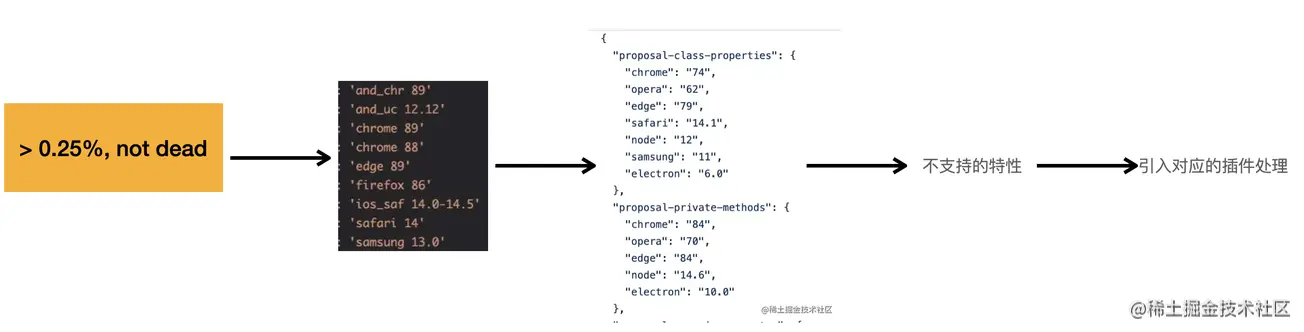 > 0.25%, not dead
: 'and_chr 89'
: 'and_uc 12.12'
: 'chrome 89'
: 'chrome 88'
: 'edge 89'
: 'firefox 86'
: 'ios_saf 14.0-14.5'
: 'safari 14'
: 'samsung 13.0'
{
"proposal-class-properties": {
"chrome": "74",
"opera": "62",
"edge": "79",
"safari": "14.1",
"node": "12",
"samsung": "11",
"electron": "6.0"
},
"proposal-private-methods": {
"chrome": "84",
"opera": "70",
"edge": "84",
"node": "14.6",
"electron": "10.0"
},
@稀土掘金技术社区
不支持的特性
引入对应的插件处理
@稀土掘金技术社区